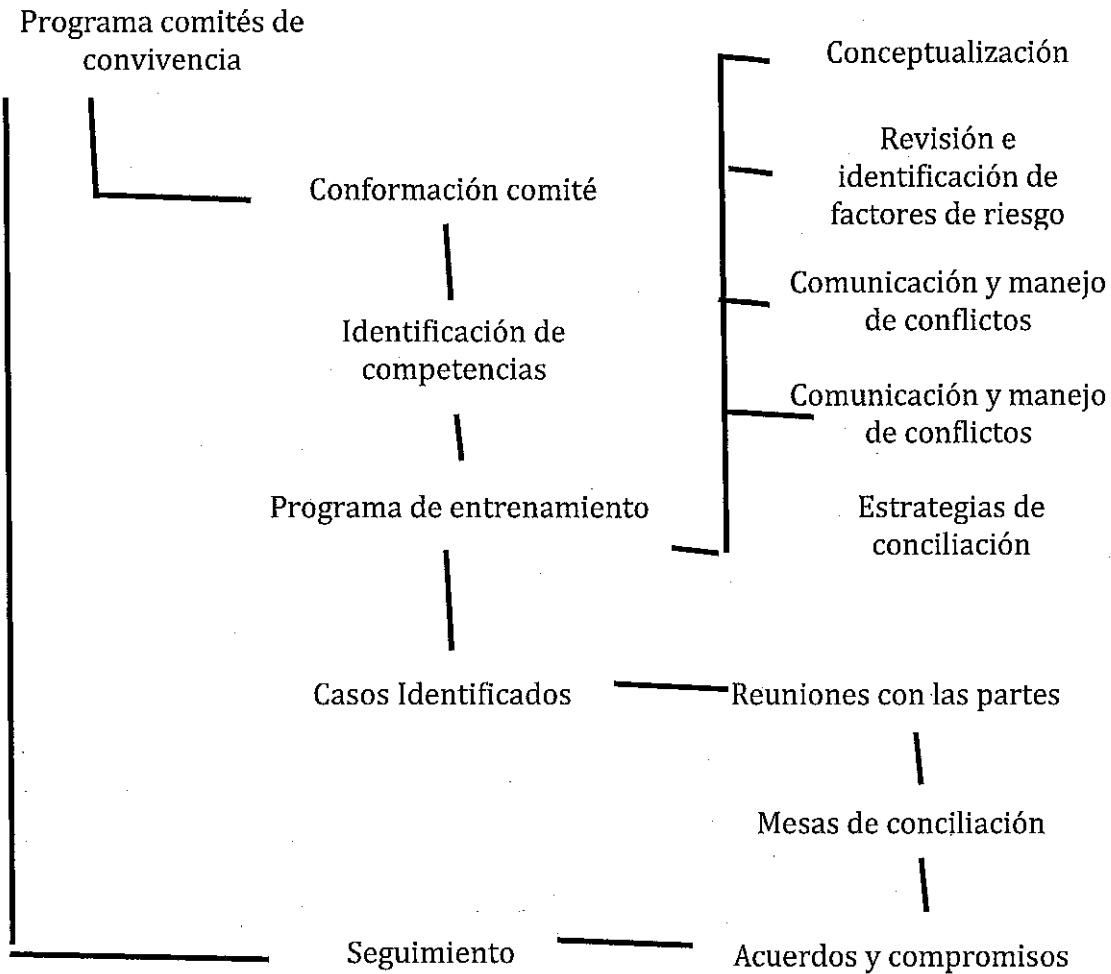 Programa comités de
convivencia
Conceptualización
Revisión e
identificación de
factores de riesgo
Conformación comité
Comunicación y manejo
de conflictos
Identificación de
competencias
Comunicación y manejo
de conflictos
Programa de entrenamiento
Estrategias de
conciliación
Casos Identificados
Reuniones con las partes
Mesas de conciliación
Seguimiento
Acuerdos y compromisos